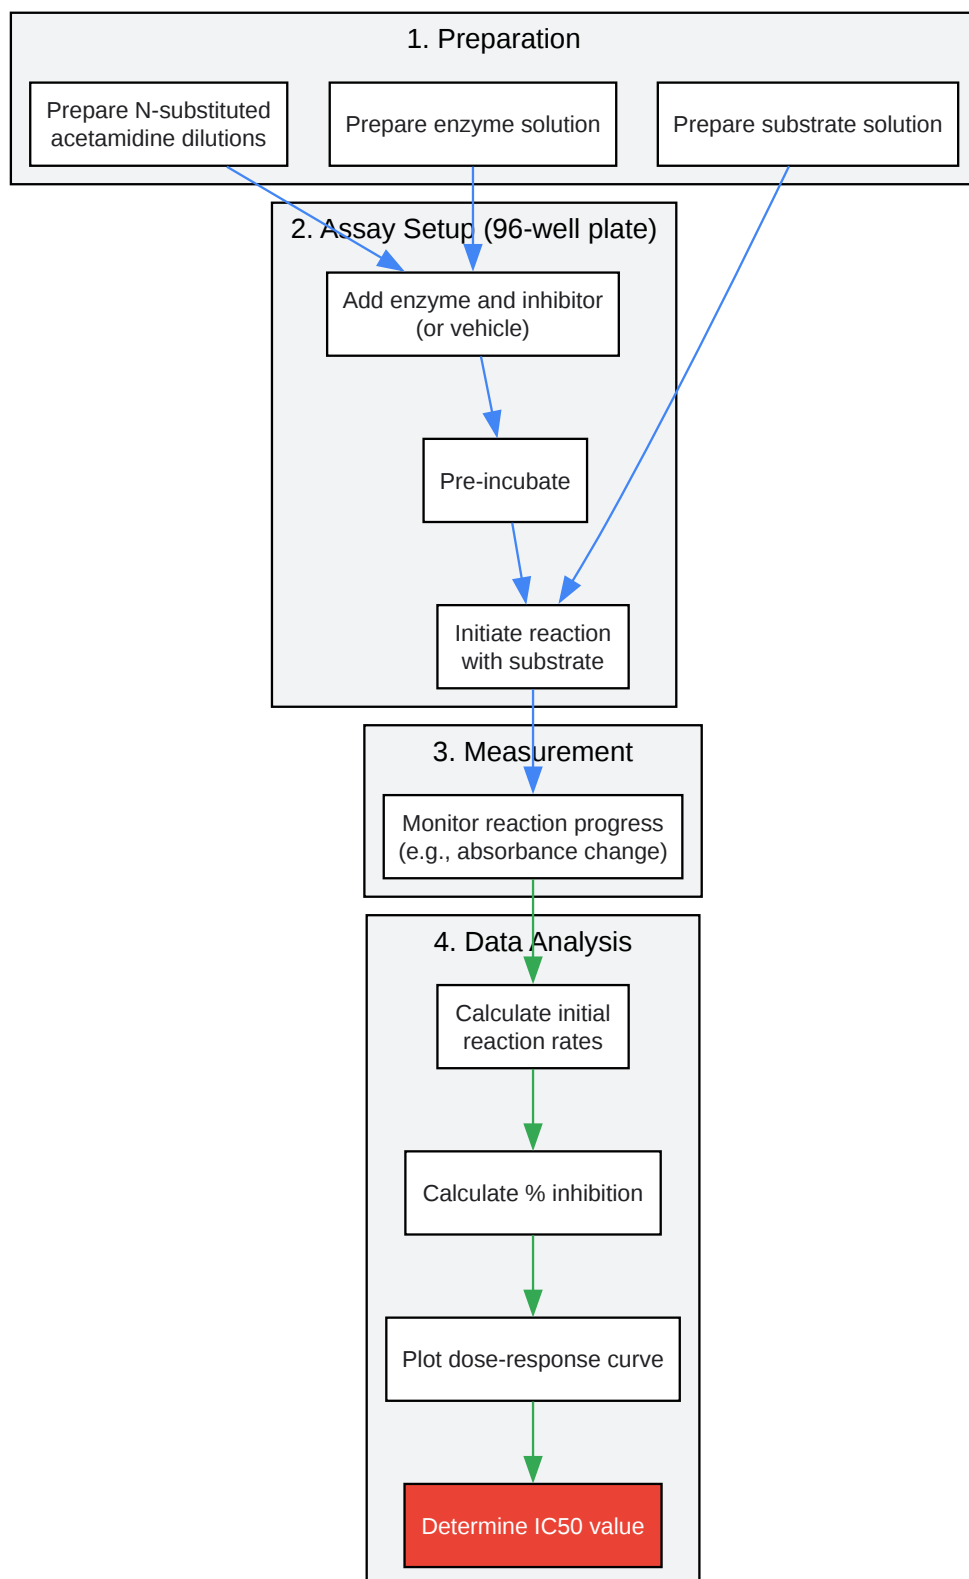 1. Preparation
Prepare N-substituted
acetamidine dilutions
Prepare enzyme solution
Prepare substrate solution
2. Assay Setup (96-well plate)
Add enzyme and inhibitor
(or vehicle)
Pre-incubate
Initiate reaction
with substrate
3. Measurement
Monitor reaction progress
(e.g., absorbance change)
4. Data Analysis
Calculate initial
reaction rates
Calculate % inhibition
Plot dose-response curve
Determine IC50 value